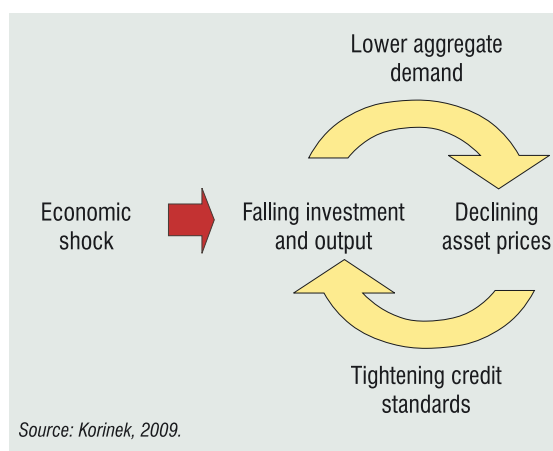 Lower aggregate
demand
Economic
shock
Falling investment
and output
Declining
asset prices
Tightening credit
standards
Source: Korinek, 2009.